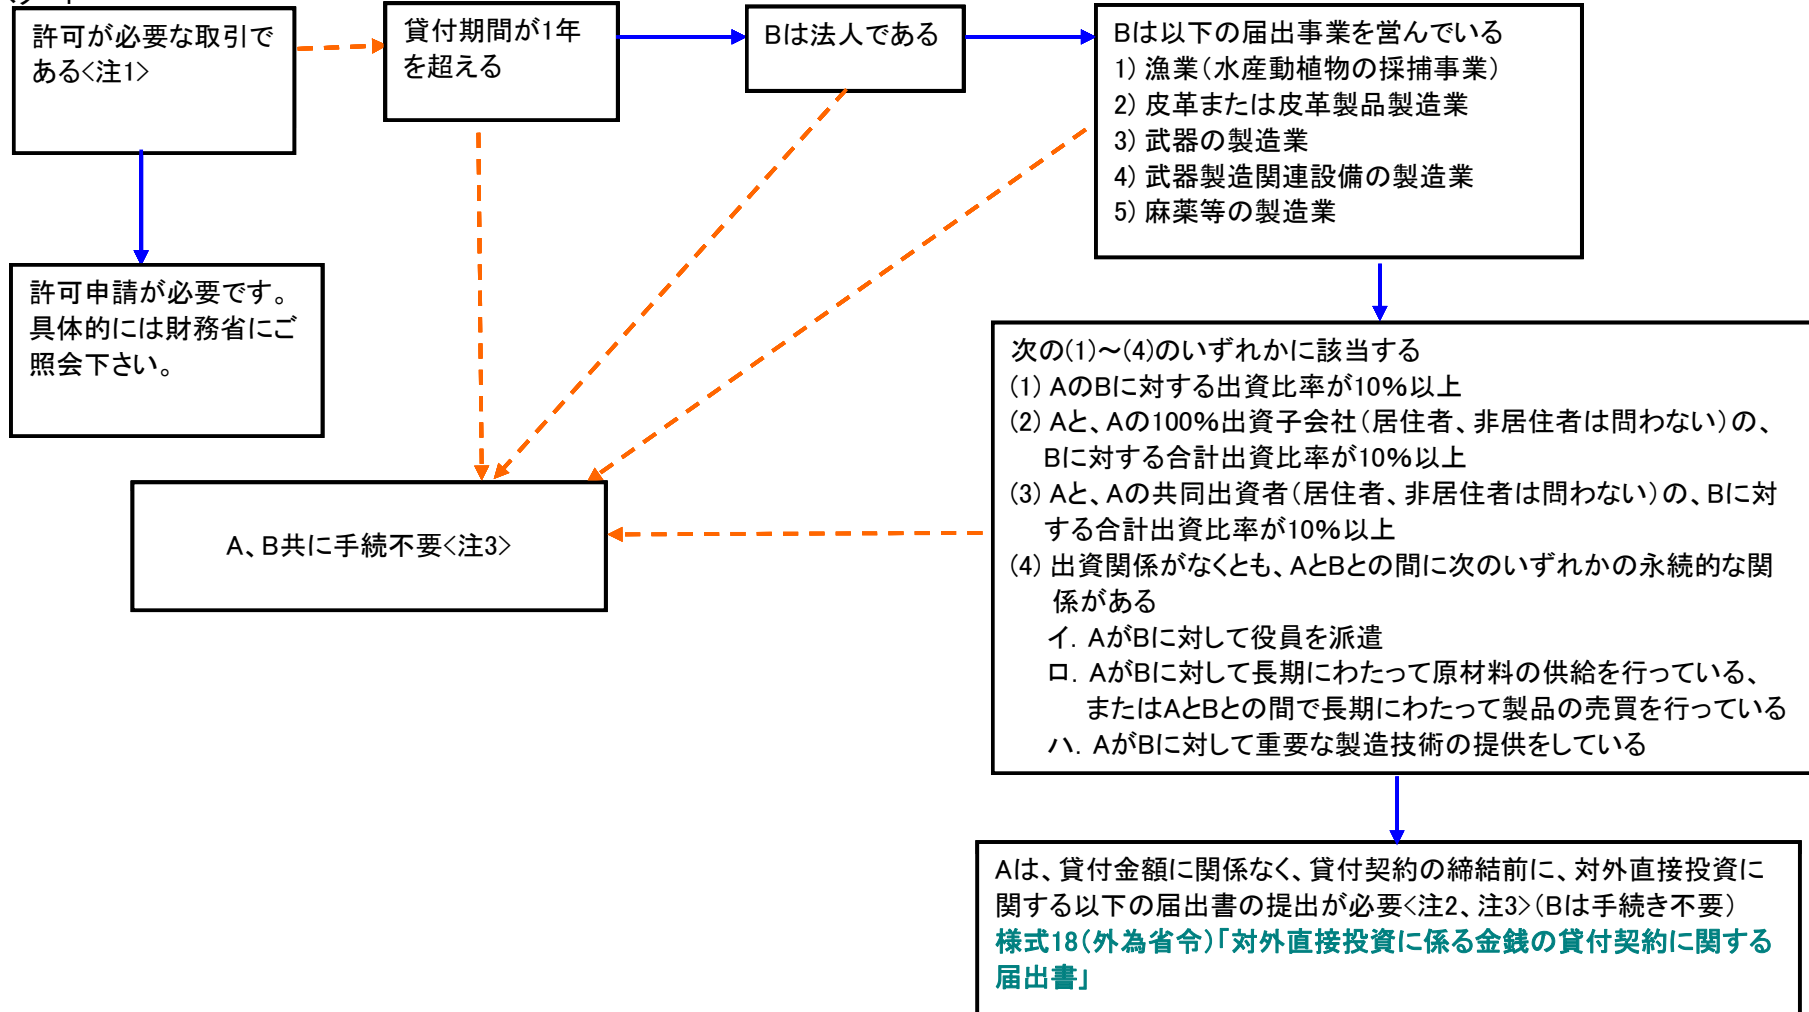 許可が必要な取引で
ある<注1>
貸付期間が1年
を超える
Bは法人である
Bは以下の届出事業を営んでいる
1) 漁業(水産動植物の採捕事業)
2) 皮革または皮革製品製造業
3) 武器の製造業
4) 武器製造関連設備の製造業
5) 麻薬等の製造業
許可申請が必要です。
具体的には財務省にご
照会下さい。
次の(1)～(4)のいずれかに該当する
(1) AのBに対する出資比率が10%以上
(2) Aと、Aの100%出資子会社(居住者、非居住者は問わない)の、
Bに対する合計出資比率が10%以上
(3) Aと、Aの共同出資者(居住者、非居住者は問わない)の、Bに対
する合計出資比率が10%以上
(4) 出資関係がなくとも、AとBとの間に次のいずれかの永続的な関
係がある
イ. AがBに対して役員を派遣
ロ. AがBに対して長期にわたって原材料の供給を行っている、
またはAとBとの間で長期にわたって製品の売買を行っている
ハ. AがBに対して重要な製造技術の提供をしている
A、B共に手続不要<注3>
Aは、貸付金額に関係なく、貸付契約の締結前に、対外直接投資に
関する以下の届出書の提出が必要<注2、注3>(Bは手続き不要)
様式18(外為省令)「対外直接投資に係る金銭の貸付契約に関する
届出書」